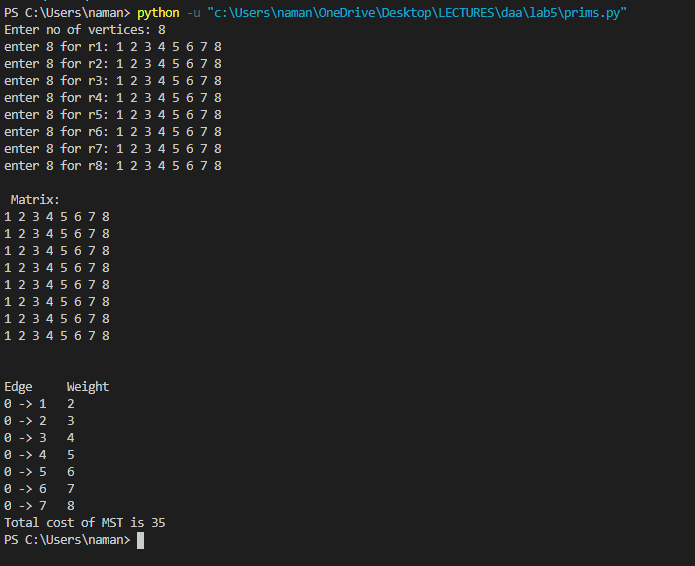 PS C:\Users\naman> python -u "c:\Users\naman\OneDrive\Desktop\LECTURES\daa\lab5\prims.py"
Enter no of vertices: 8
enter 8 for r1: 1 2 3 4 5 6 7 8
enter 8 for r2: 1 2 3 4 5 6 7 8
enter 8 for r3: 1 2 3 4 5 6 7 8
enter 8 for r4: 1 2 3 4 5 6 7 8
enter 8 for r5: 1 2 3 4 5 6 7 8
enter 8 for r6: 1 2 3 4 5 6 7 8
enter 8 for r7: 1 2 3 4 5 6 7 8
enter 8 for r8: 1 2 3 4 5 6 7 8
Matrix:
1 2 3 4 5 6 7 8
1 2 3 4 5 6 7 8
1 2 3 4 5 6 7 8
1 2 3 4 5 6 7 8
1 2 3 4 5 6 7 8
1 2 3 4 5 6 7 8
1 2 3 4 5 6 7 8
1 2 3 4 5 6 7 8
Edge Weight
0 -> 1 2
0 -> 2 3
0 -> 3 4
0 -> 4 5
0 -> 5 6
0 -> 6 7
0 -> 7 8
Total cost of MST is 35
PS C:\Users\naman>